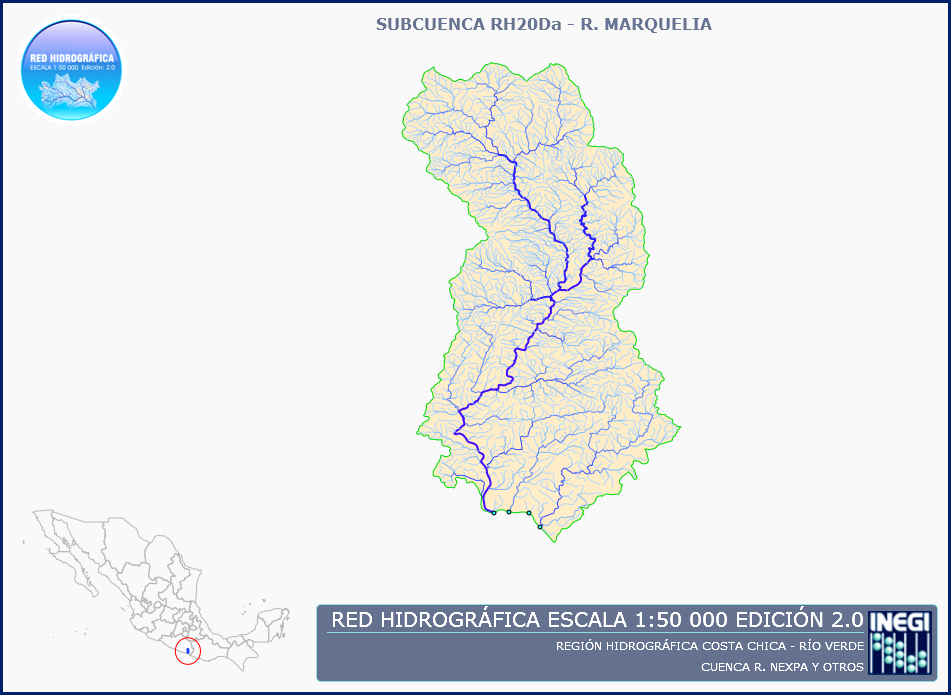 SUBCUENCA RH20Da - R. MARQUELIA
RED HIDROGRÁFICA
ESCALA 1:50 000 Edición: 2.0
RED HIDROGRÁFICA ESCALA 1:50 000 EDICIÓN 2.0
REGIÓN HIDROGRÁFICA COSTA CHICA - RÍO VERDE
CUENCA R. NEXPA Y OTROS
INEGI